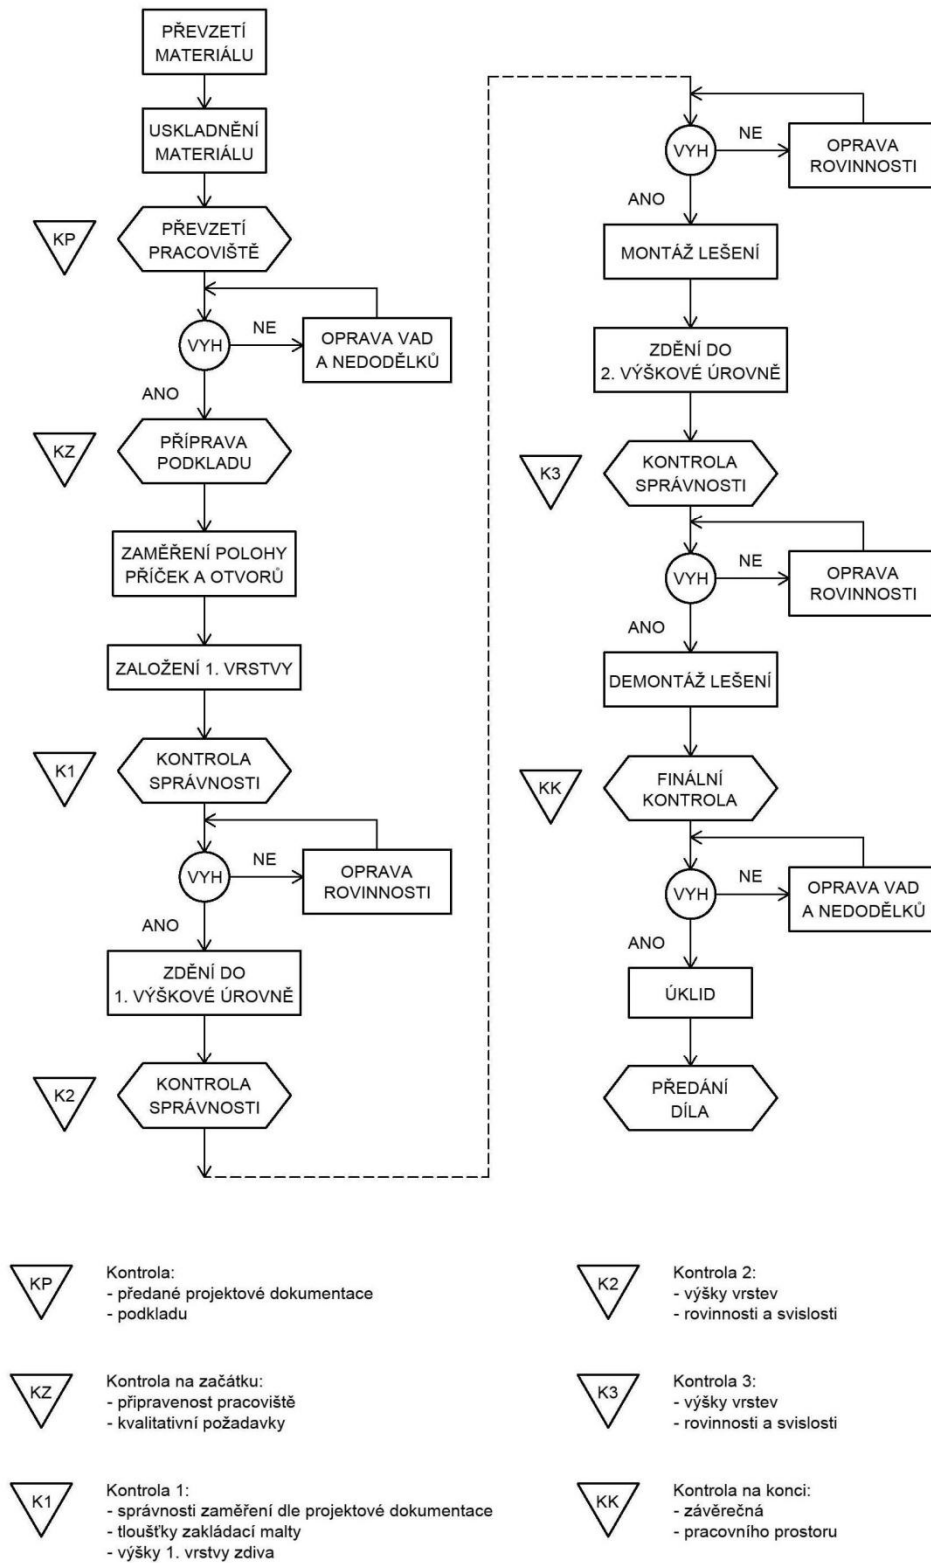 PŘEVZETÍ
MATERIÁLU
USKLADNĚNÍ
MATERIÁLU
KP
PŘEVZETÍ
PRACOVIŠTĚ
VYH
NE
OPRAVA VAD
A NEDODĚLKŮ
ANO
KZ
PŘÍPRAVA
PODKLADU
ZAMĚŘENÍ POLOHY
PŘÍČEK A OTVORŮ
ZALOŽENÍ 1. VRSTVY
K1
KONTROLA
SPRÁVNOSTI
VYH
NE
OPRAVA
ROVINNOSTI
ANO
ZDĚNÍ DO
1. VÝŠKOVÉ ÚROVNĚ
K2
KONTROLA
SPRÁVNOSTI
VYH
NE
OPRAVA
ROVINNOSTI
ANO
MONTÁŽ LEŠENÍ
ZDĚNÍ DO
2. VÝŠKOVÉ ÚROVNĚ
K3
KONTROLA
SPRÁVNOSTI
VYH
NE
OPRAVA
ROVINNOSTI
ANO
DEMONTÁŽ LEŠENÍ
KK
FINÁLNÍ
KONTROLA
VYH
NE
OPRAVA VAD
A NEDODĚLKŮ
ANO
ÚKLID
PŘEDÁNÍ
DÍLA
KP
Kontrola:
- předané projektové dokumentace
- podkladu
KZ
Kontrola na začátku:
- připravenost pracoviště
- kvalitativní požadavky
K1
Kontrola 1:
- správnosti zaměření dle projektové dokumentace
- tloušťky zakládací malty
- výšky 1. vrstvy zdiva
K2
Kontrola 2:
- výšky vrstev
- rovinnosti a svislosti
K3
Kontrola 3:
- výšky vrstev
- rovinnosti a svislosti
KK
Kontrola na konci:
- závěrečná
- pracovního prostoru